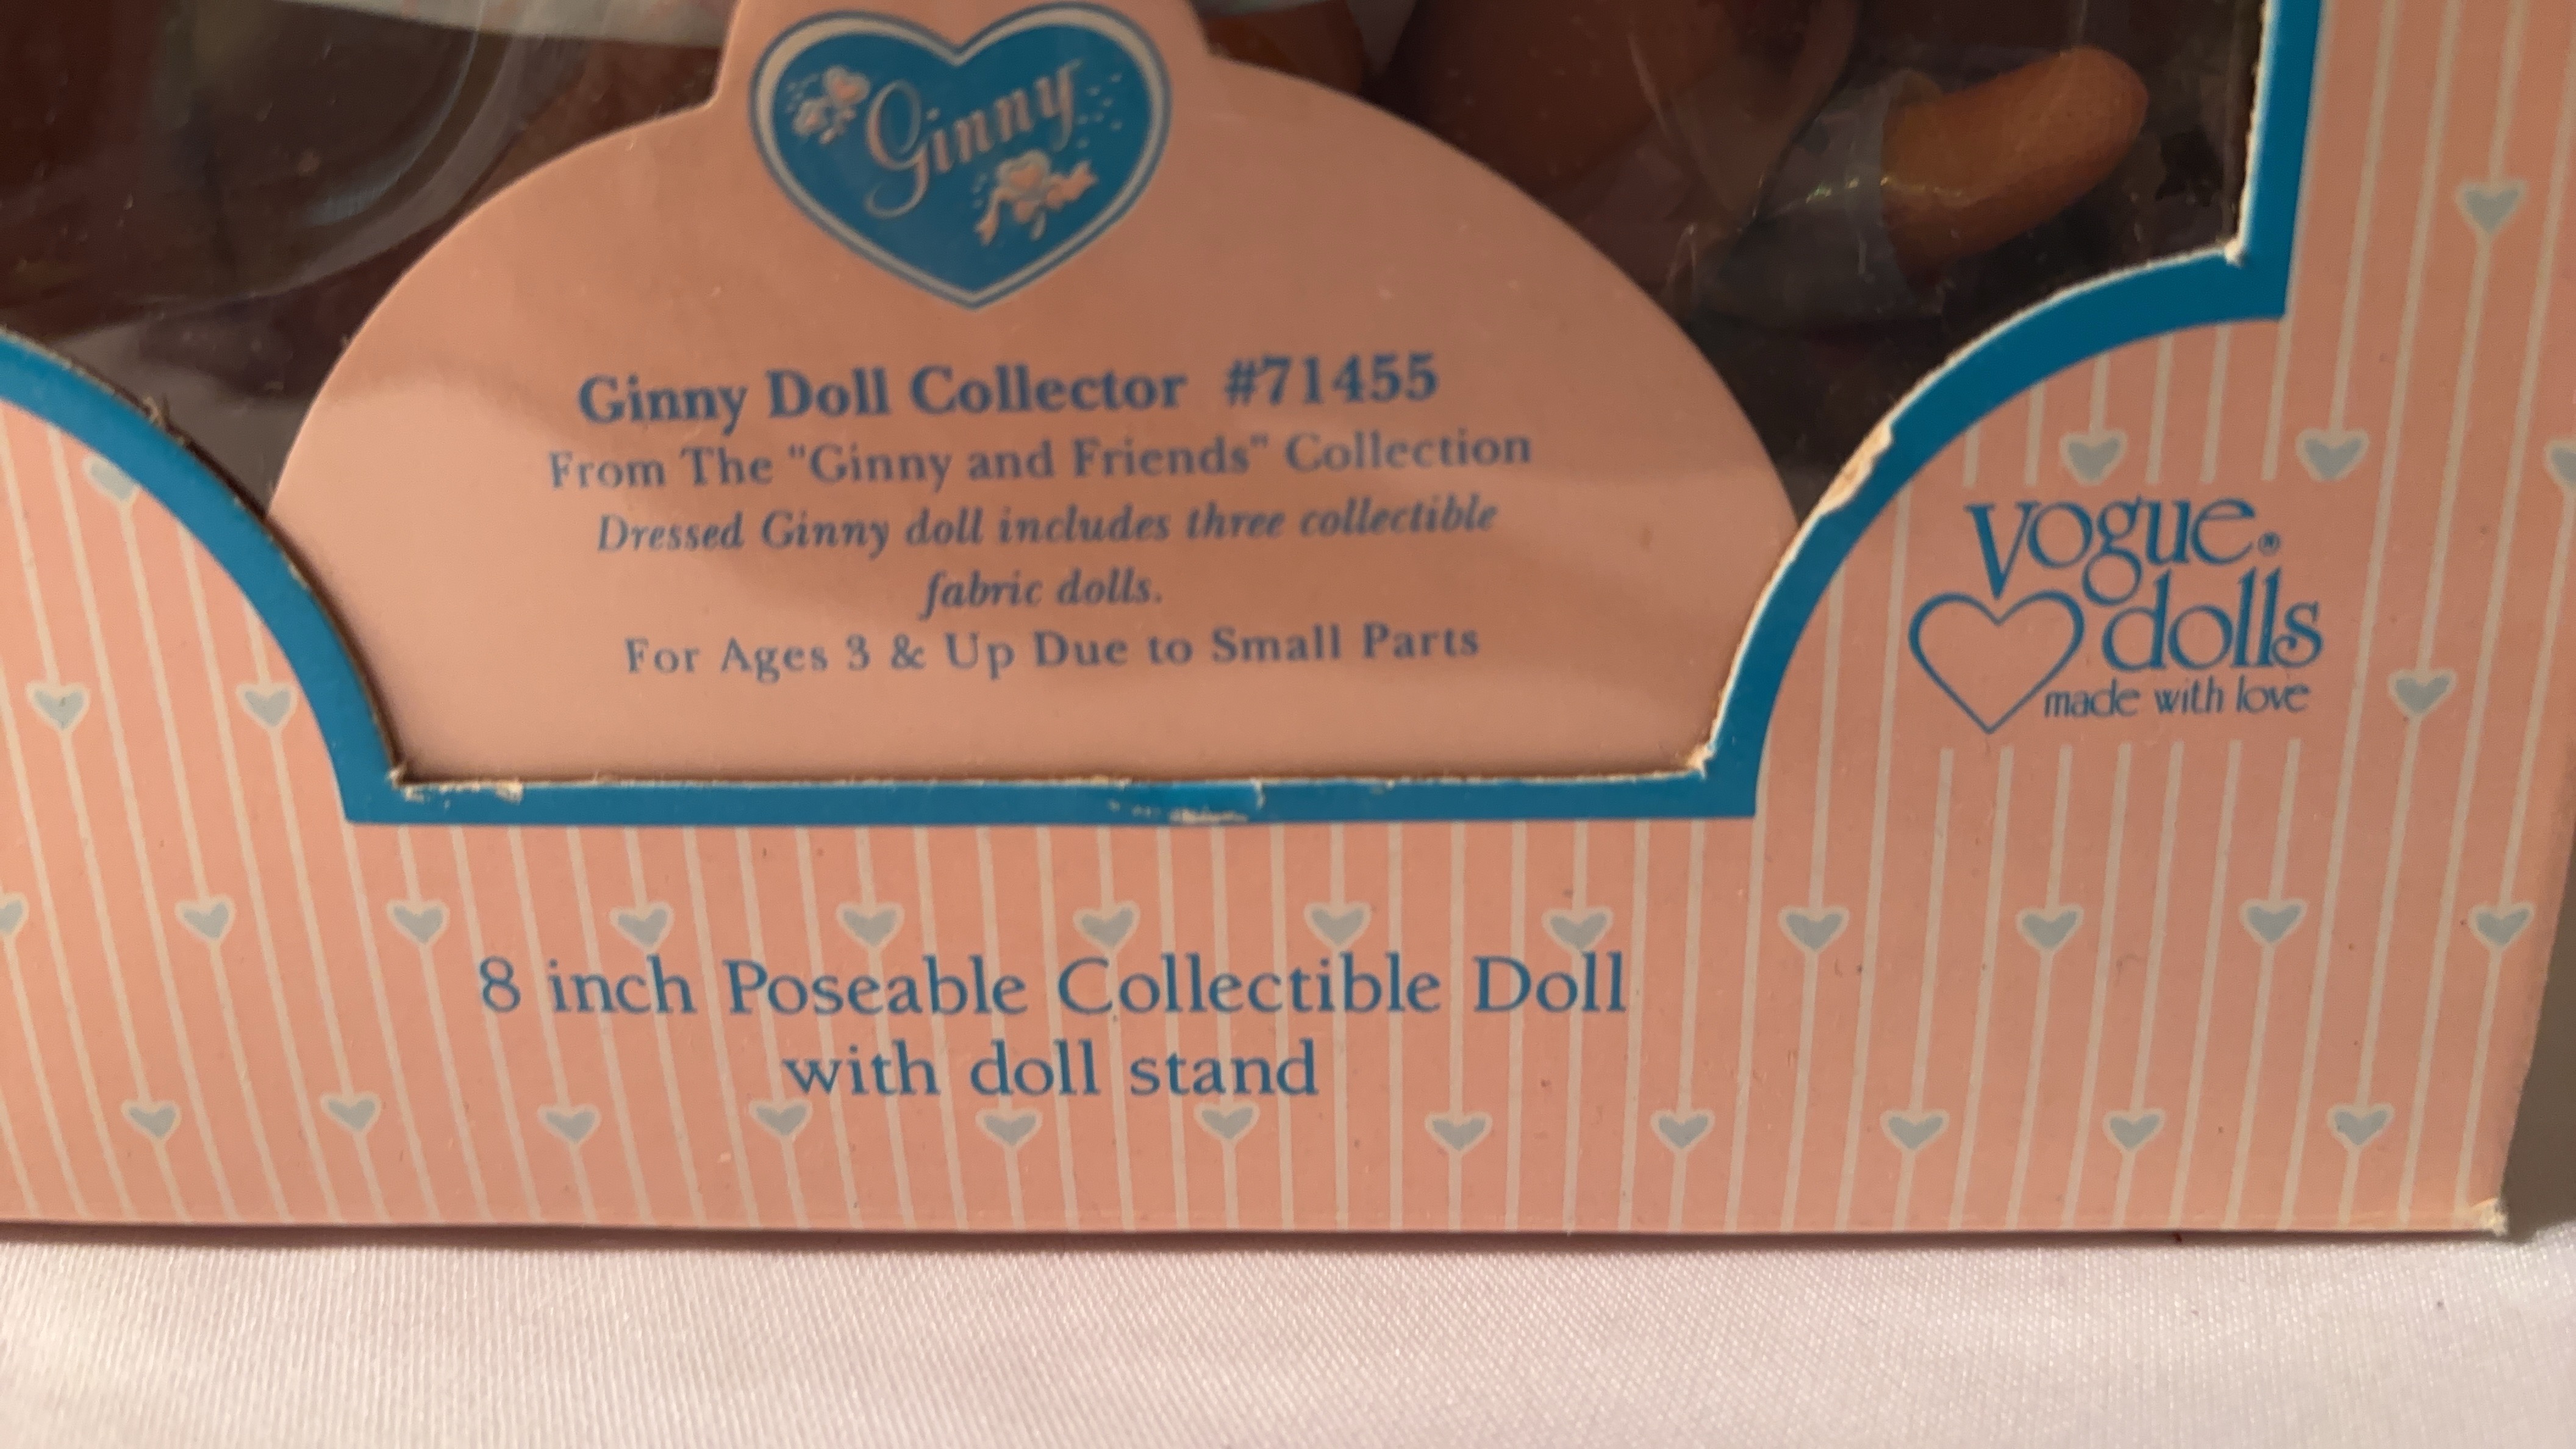 Ginny
Ginny Doll Collector #71455
From The "Ginny and Friends" Collection
Dressed Ginny doll includes three collectible
fabric dolls.
For Ages 3 & Up Due to Small Parts
Vogue®
dolls
made with love
8 inch Poseable Collectible Doll
with doll stand